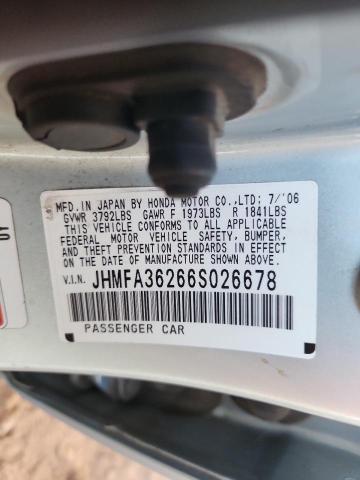 MFD.IN JAPAN BY HONDA MOTOR CO.,LTD; 7/'06
GVWR 3792LBS GAWR F 1973LBS R 1841LBS
THIS VEHICLE CONFORMS TO ALL APPLICABLE
FEDERAL MOTOR VEHICLE SAFETY, BUMPER,
AND THEFT PREVENTION STANDARDS IN EFFECT
ON THE DATE OF MANUFACTURE SHOWN ABOVE.
V.I.N. JHMFA36266S026678
PASSENGER CAR